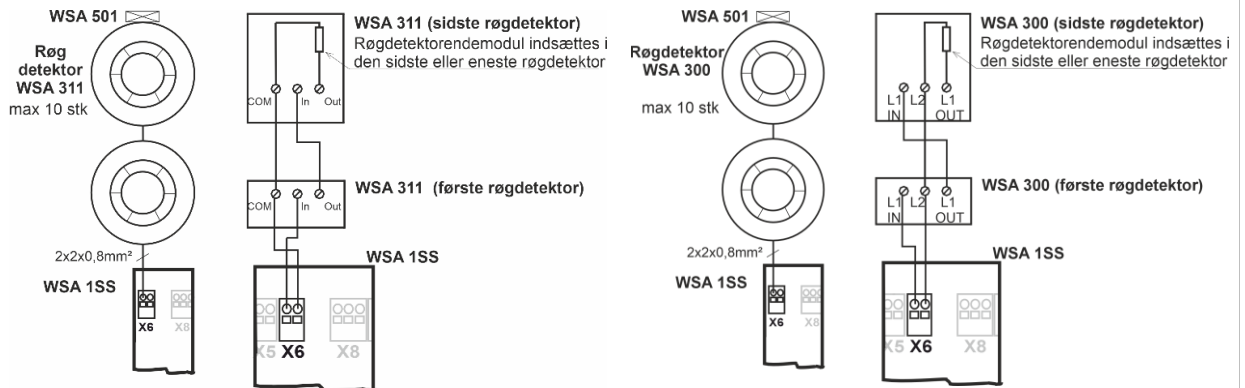 WSA 501
Røg
detektor
WSA 311
max 10 stk
2x2x0,8mm²
WSA 1SS
X6
X8
WSA 311 (sidste røgdetektor)
Røgdetektorendemodul indsættes i
den sidste eller eneste røgdetektor
COM
In
Out
WSA 311 (første røgdetektor)
COM
In
Out
WSA 1SS
X5
X6
X8
WSA 501
Røgdetektor
WSA 300
max 10 stk
2x2x0,8mm²
WSA 1SS
X6
X8
WSA 300 (sidste røgdetektor)
Røgdetektorendemodul indsættes i
den sidste eller eneste røgdetektor
L1 L2 L1
IN OUT
WSA 300 (første røgdetektor)
L1 L2 L1
IN OUT
WSA 1SS
X5
X6
X8